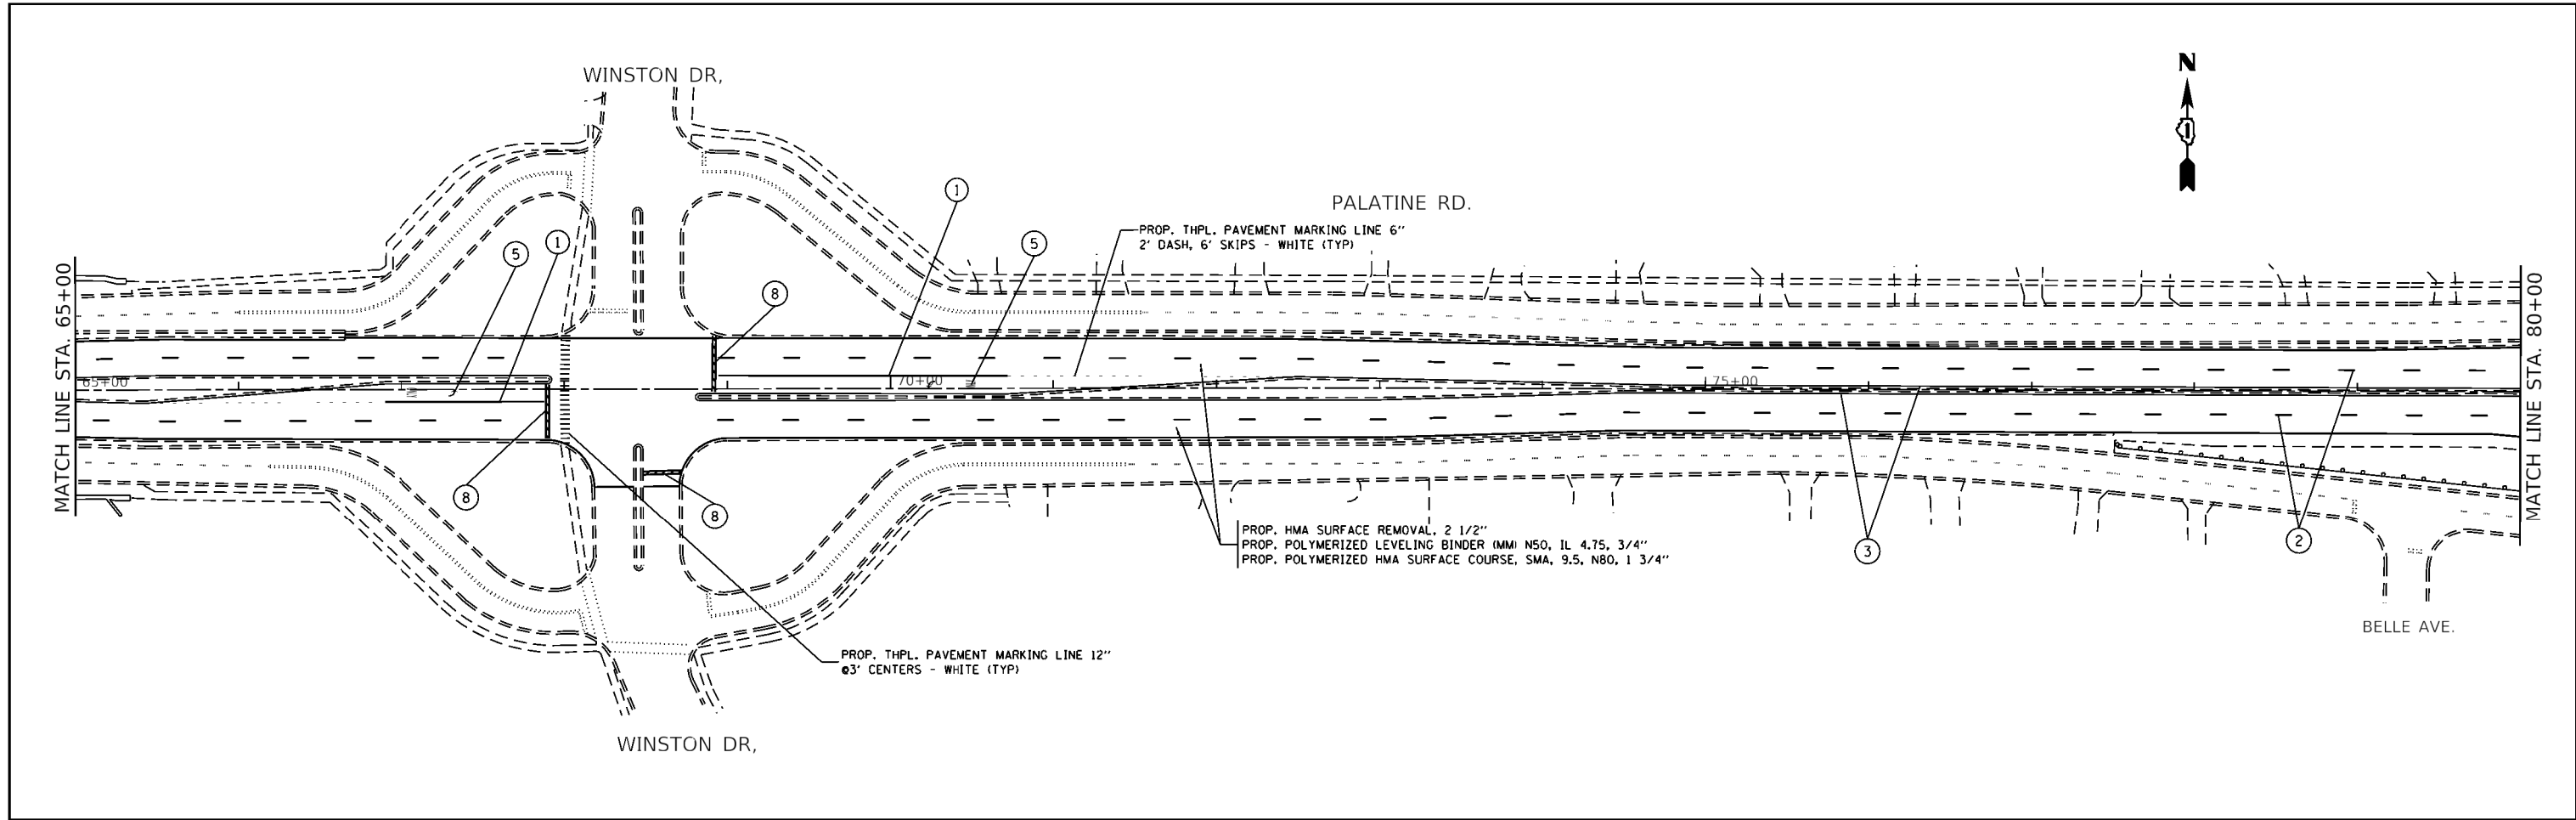 WINSTON DR,
N
1
PALATINE RD.
PROP. THPL. PAVEMENT MARKING LINE 6"
2' DASH, 6' SKIPS - WHITE (TYP)
5
1
5
8
MATCH LINE STA. 65+00
MATCH LINE STA. 80+00
65+00
70+00
75+00
8
8
PROP. HMA SURFACE REMOVAL, 2 1/2"
PROP. POLYMERIZED LEVELING BINDER (MM) N50, IL 4.75, 3/4"
PROP. POLYMERIZED HMA SURFACE COURSE, SMA, 9.5, N80, 1 3/4"
3
2
BELLE AVE.
PROP. THPL. PAVEMENT MARKING LINE 12"
@3' CENTERS - WHITE (TYP)
WINSTON DR,